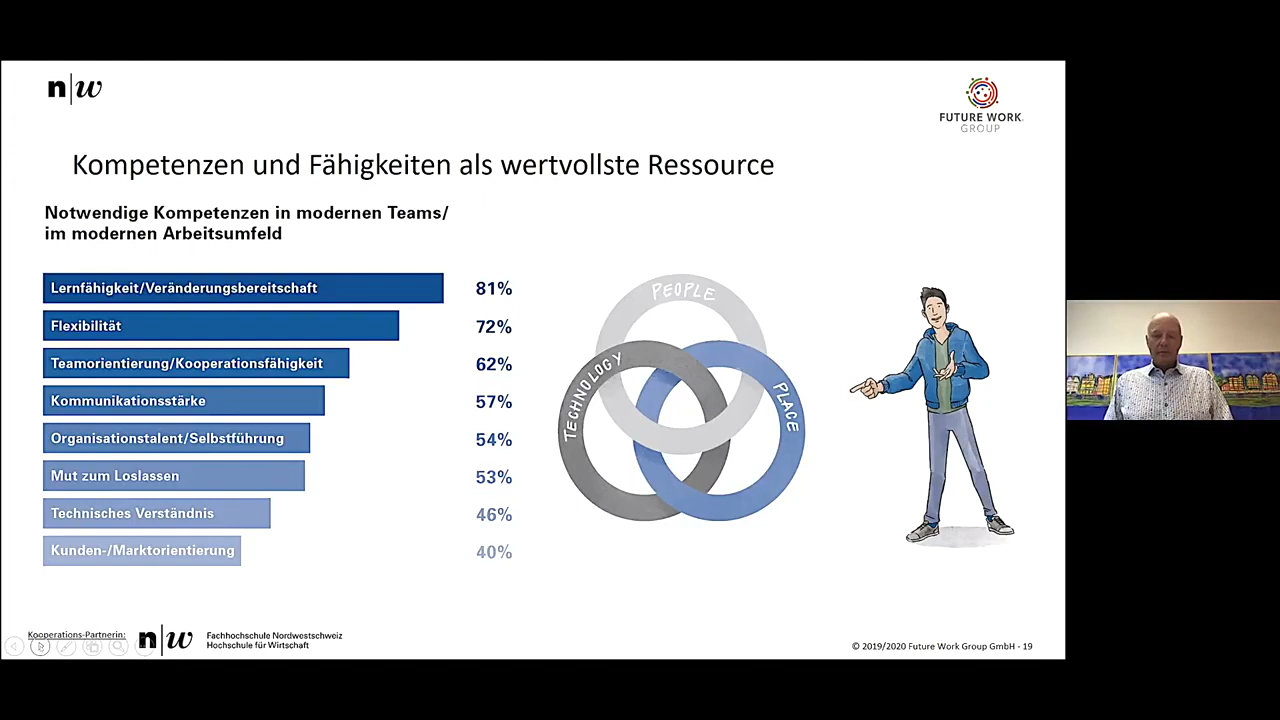 n|w
FUTURE WORK
GROUP
Kompetenzen und Fähigkeiten als wertvollste Ressource
Notwendige Kompetenzen in modernen Teams/
im modernen Arbeitsumfeld
Lernfähigkeit/Veränderungsbereitschaft 81%
Flexibilität 72%
Teamorientierung/Kooperationsfähigkeit 62%
Kommunikationsstärke 57%
Organisationstalent/Selbstführung 54%
Mut zum Loslassen 53%
Technisches Verständnis 46%
Kunden-/Marktorientierung 40%
PEOPLE
TECHNOLOGY
PLACE
Kooperations-Partnerin:
n|w
Fachhochschule Nordwestschweiz
Hochschule für Wirtschaft
© 2019/2020 Future Work Group GmbH - 19